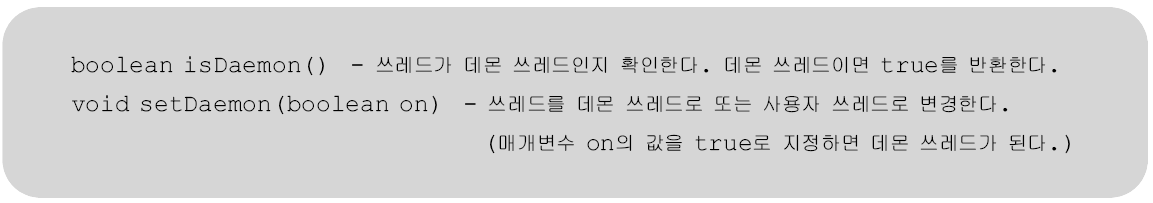 boolean isDaemon() - 쓰레드가 데몬 쓰레드인지 확인한다. 데몬 쓰레드이면 true를 반환한다.
void setDaemon(boolean on) - 쓰레드를 데몬 쓰레드로 또는 사용자 쓰레드로 변경한다.
(매개변수 on의 값을 true로 지정하면 데몬 쓰레드가 된다.)